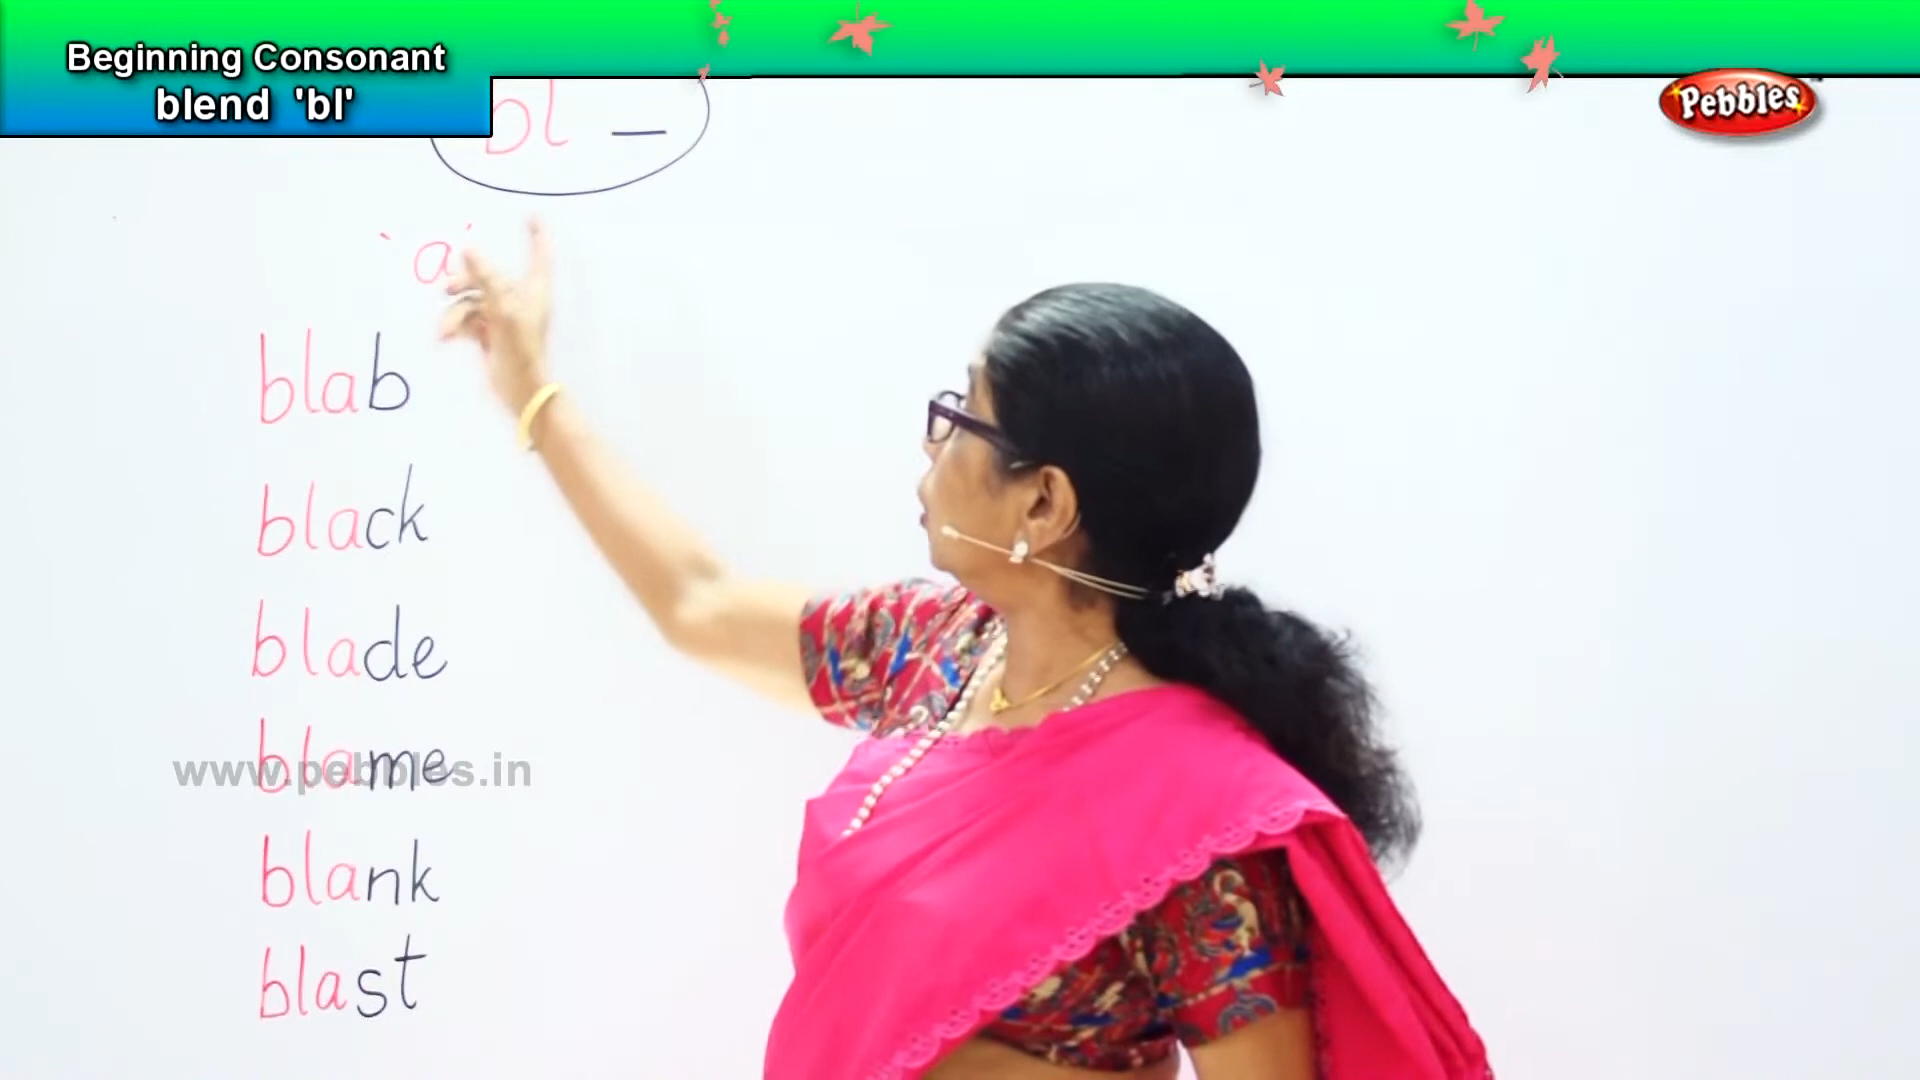 Beginning Consonant
blend 'bl'
Pebbles
bl _
'a'
blab
black
blade
blame
www.pebbles.in
blank
blast